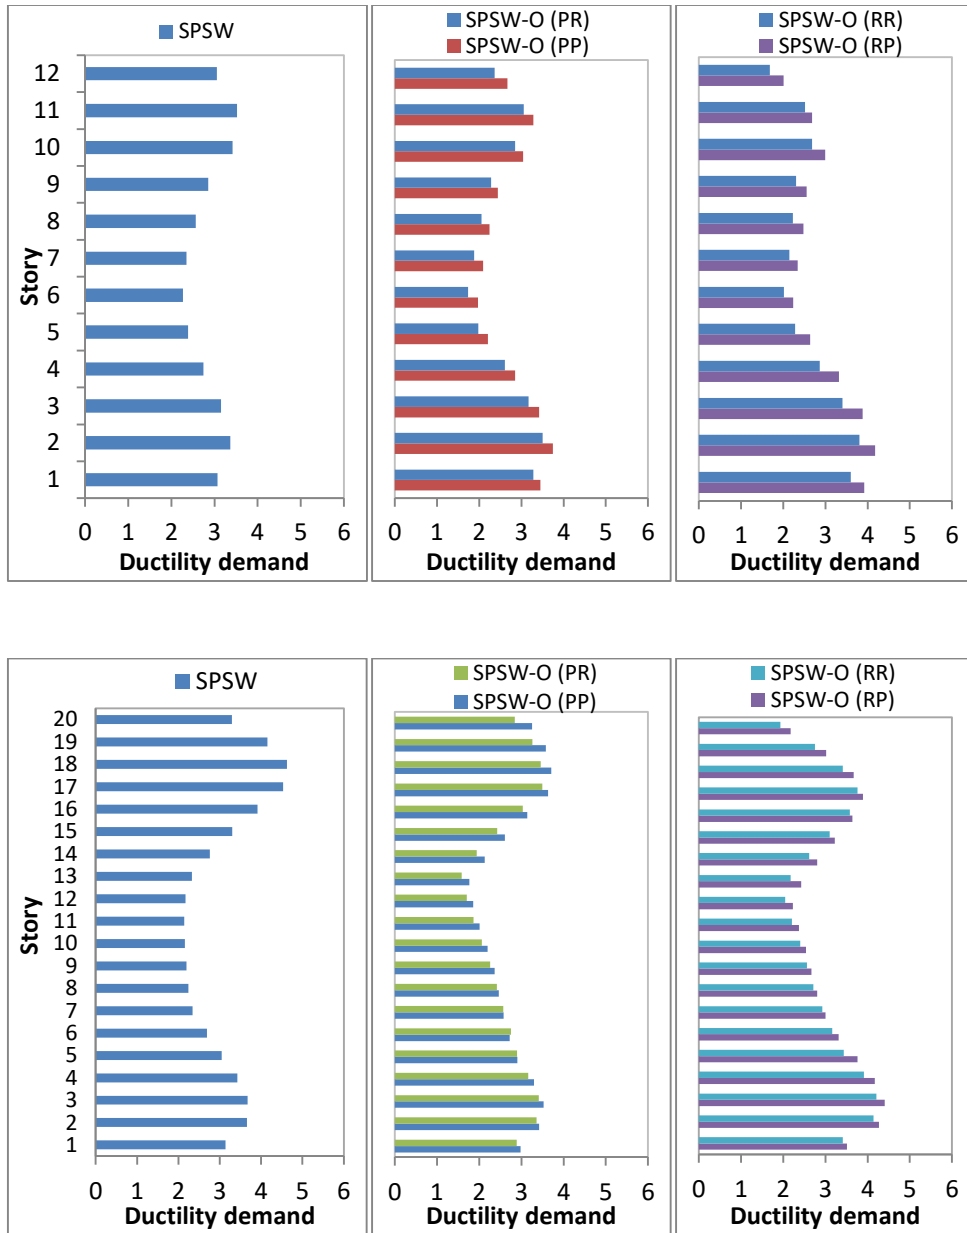 SPSW
12
11
10
9
8
7
6
5
4
3
2
1
Story
0 1 2 3 4 5 6
Ductility demand
SPSW-O (PR)
SPSW-O (PP)
0 1 2 3 4 5 6
Ductility demand
SPSW-O (RR)
SPSW-O (RP)
0 1 2 3 4 5 6
Ductility demand
SPSW
20
19
18
17
16
15
14
13
12
11
10
9
8
7
6
5
4
3
2
1
Story
0 1 2 3 4 5 6
Ductility demand
SPSW-O (PR)
SPSW-O (PP)
0 1 2 3 4 5 6
Ductility demand
SPSW-O (RR)
SPSW-O (RP)
0 1 2 3 4 5 6
Ductility demand